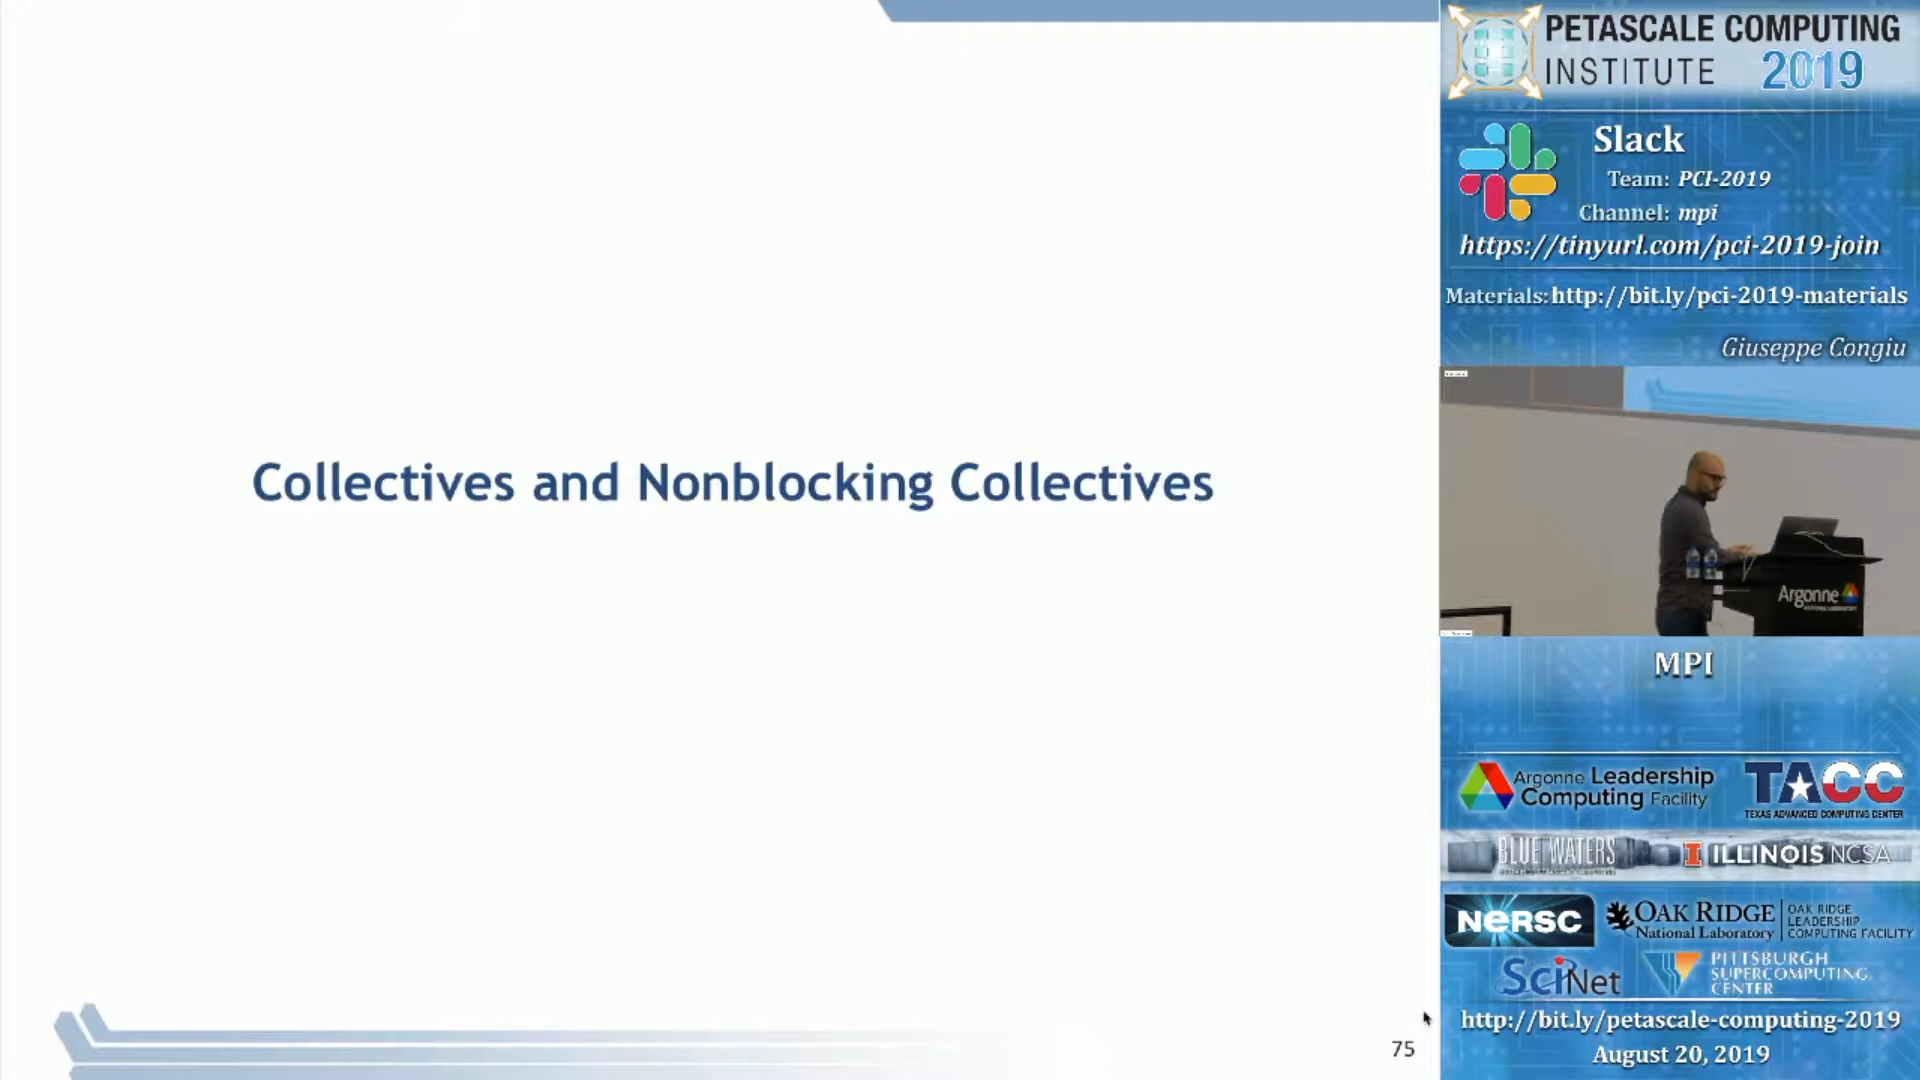 Collectives and Nonblocking Collectives
75
PETASCALE COMPUTING
INSTITUTE 2019
Slack
Team: PCI-2019
Channel: mpi
https://tinyurl.com/pci-2019-join
Materials: http://bit.ly/pci-2019-materials
Giuseppe Congiu
Argonne
MPI
Argonne Leadership
Computing Facility
TACC
TEXAS ADVANCED COMPUTING CENTER
BLUE WATERS
ILLINOIS NCSA
NERSC
OAK RIDGE
National Laboratory
OAK RIDGE
LEADERSHIP
COMPUTING FACILITY
SciNet
PITTSBURGH
SUPERCOMPUTING
CENTER
http://bit.ly/petascale-computing-2019
August 20, 2019